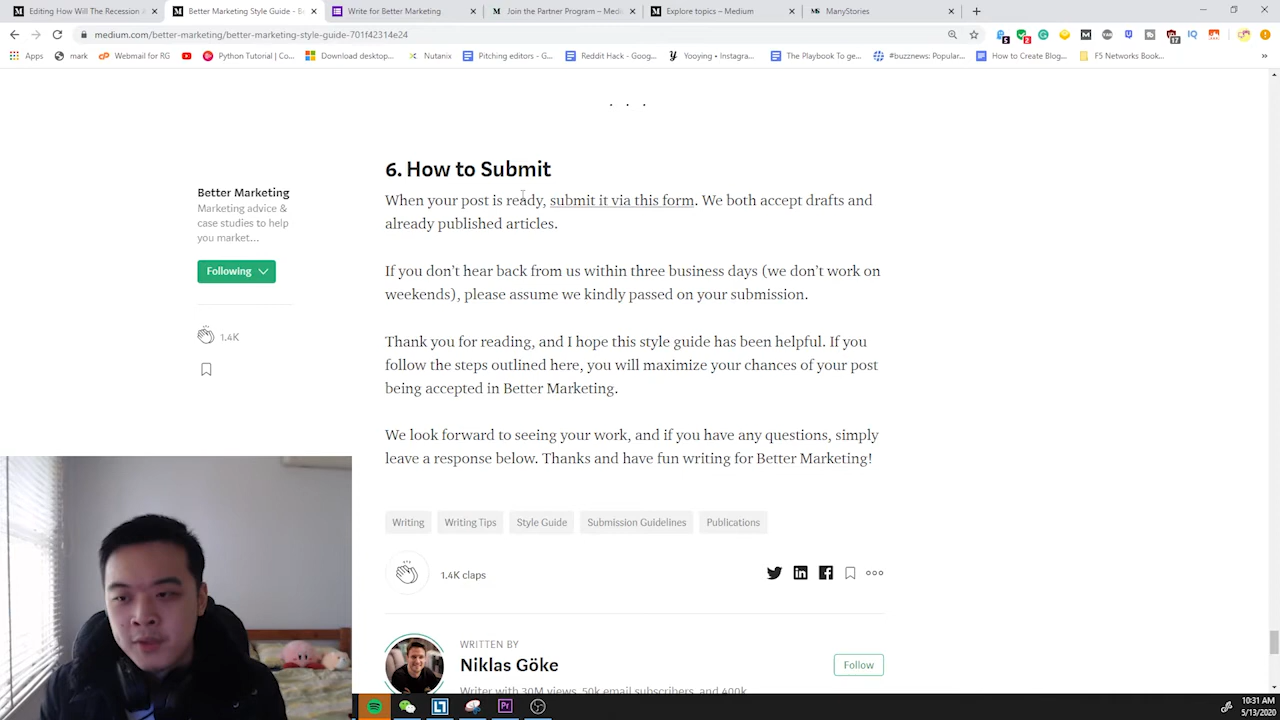 Editing How Will The Recession A
Better Marketing Style Guide - B
Write for Better Marketing
Join the Partner Program – Med
Explore topics – Medium
ManyStories
medium.com/better-marketing/better-marketing-style-guide-701f42314e24
Apps
mark
Webmail for RG
Python Tutorial | Co...
Download desktop...
Nutanix
Pitching editors - G...
Reddit Hack - Goog...
Yooying • Instagra...
The Playbook To ge...
#buzznews: Popular...
How to Create Blog...
F5 Networks Book...
6. How to Submit
When your post is ready, submit it via this form. We both accept drafts and
already published articles.
If you don’t hear back from us within three business days (we don’t work on
weekends), please assume we kindly passed on your submission.
Thank you for reading, and I hope this style guide has been helpful. If you
follow the steps outlined here, you will maximize your chances of your post
being accepted in Better Marketing.
We look forward to seeing your work, and if you have any questions, simply
leave a response below. Thanks and have fun writing for Better Marketing!
Better Marketing
Marketing advice &
case studies to help
you market...
Following
1.4K
Writing
Writing Tips
Style Guide
Submission Guidelines
Publications
1.4K claps
WRITTEN BY
Niklas Göke
Follow
Writer with 30M views, 50k email subscribers, and 400k
10:31 AM
5/13/2020